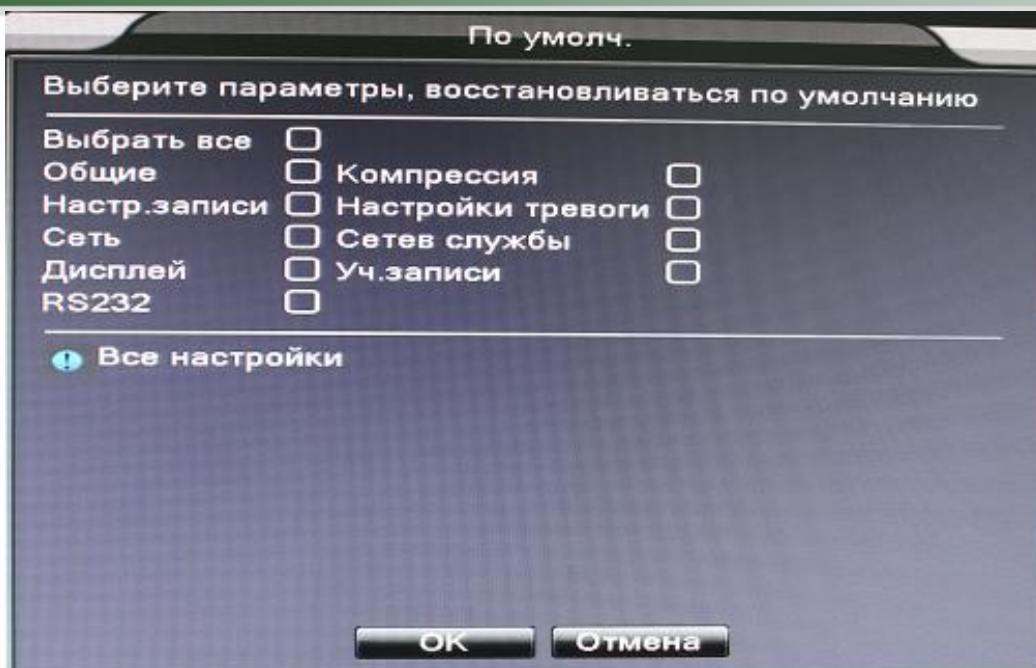 По умолч.
Выберите параметры, восстановливаться по умолчанию
Выбрать все
Общие Компрессия
Настр.записи Настройки тревоги
Сеть Сетев службы
Дисплей Уч.записи
RS232
Все настройки
OK Отмена